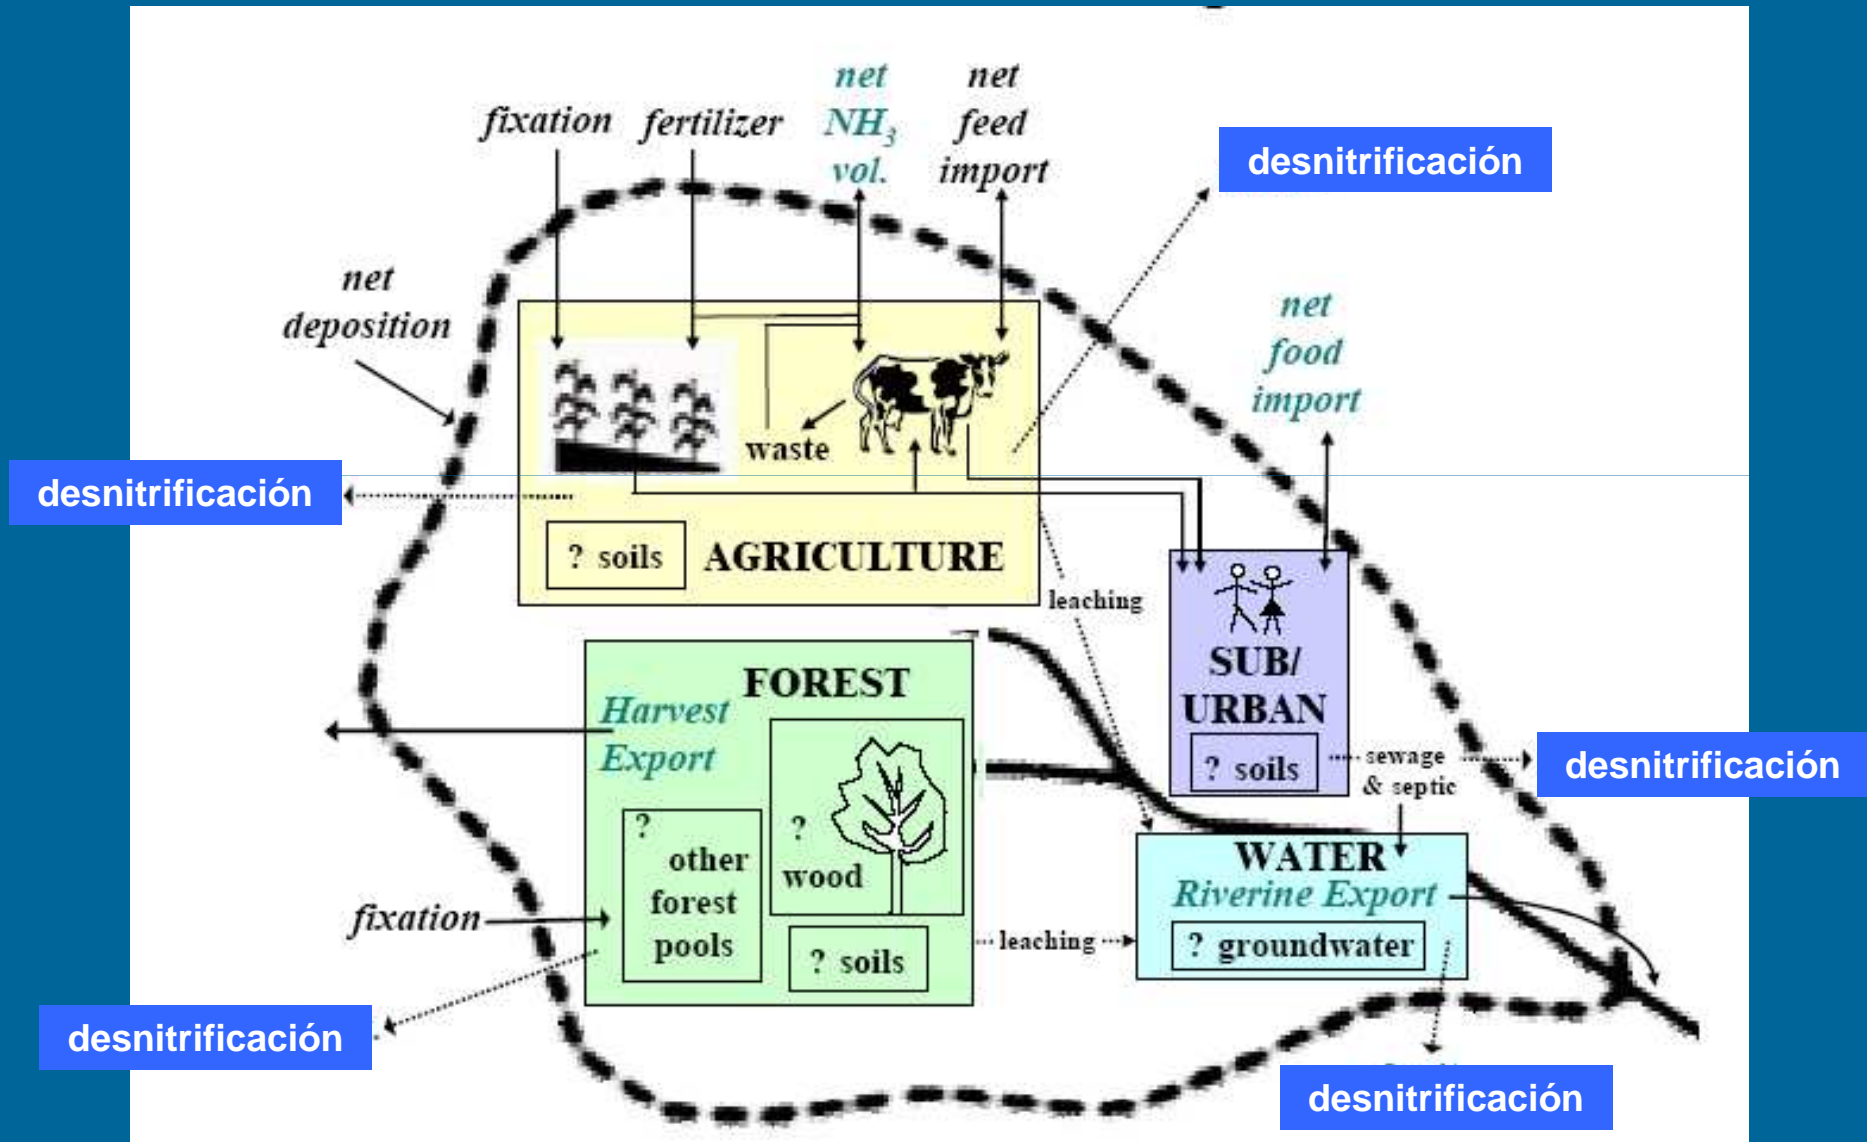 net
NH3
vol.
net
feed
import
fixation
fertilizer
desnitrificación
net
deposition
net
food
import
waste
desnitrificación
? soils
AGRICULTURE
leaching
SUB/
URBAN
? soils
sewage
& septic
desnitrificación
FOREST
Harvest
Export
?
other
forest
pools
?
wood
? soils
fixation
leaching
WATER
Riverine Export
? groundwater
desnitrificación
desnitrificación